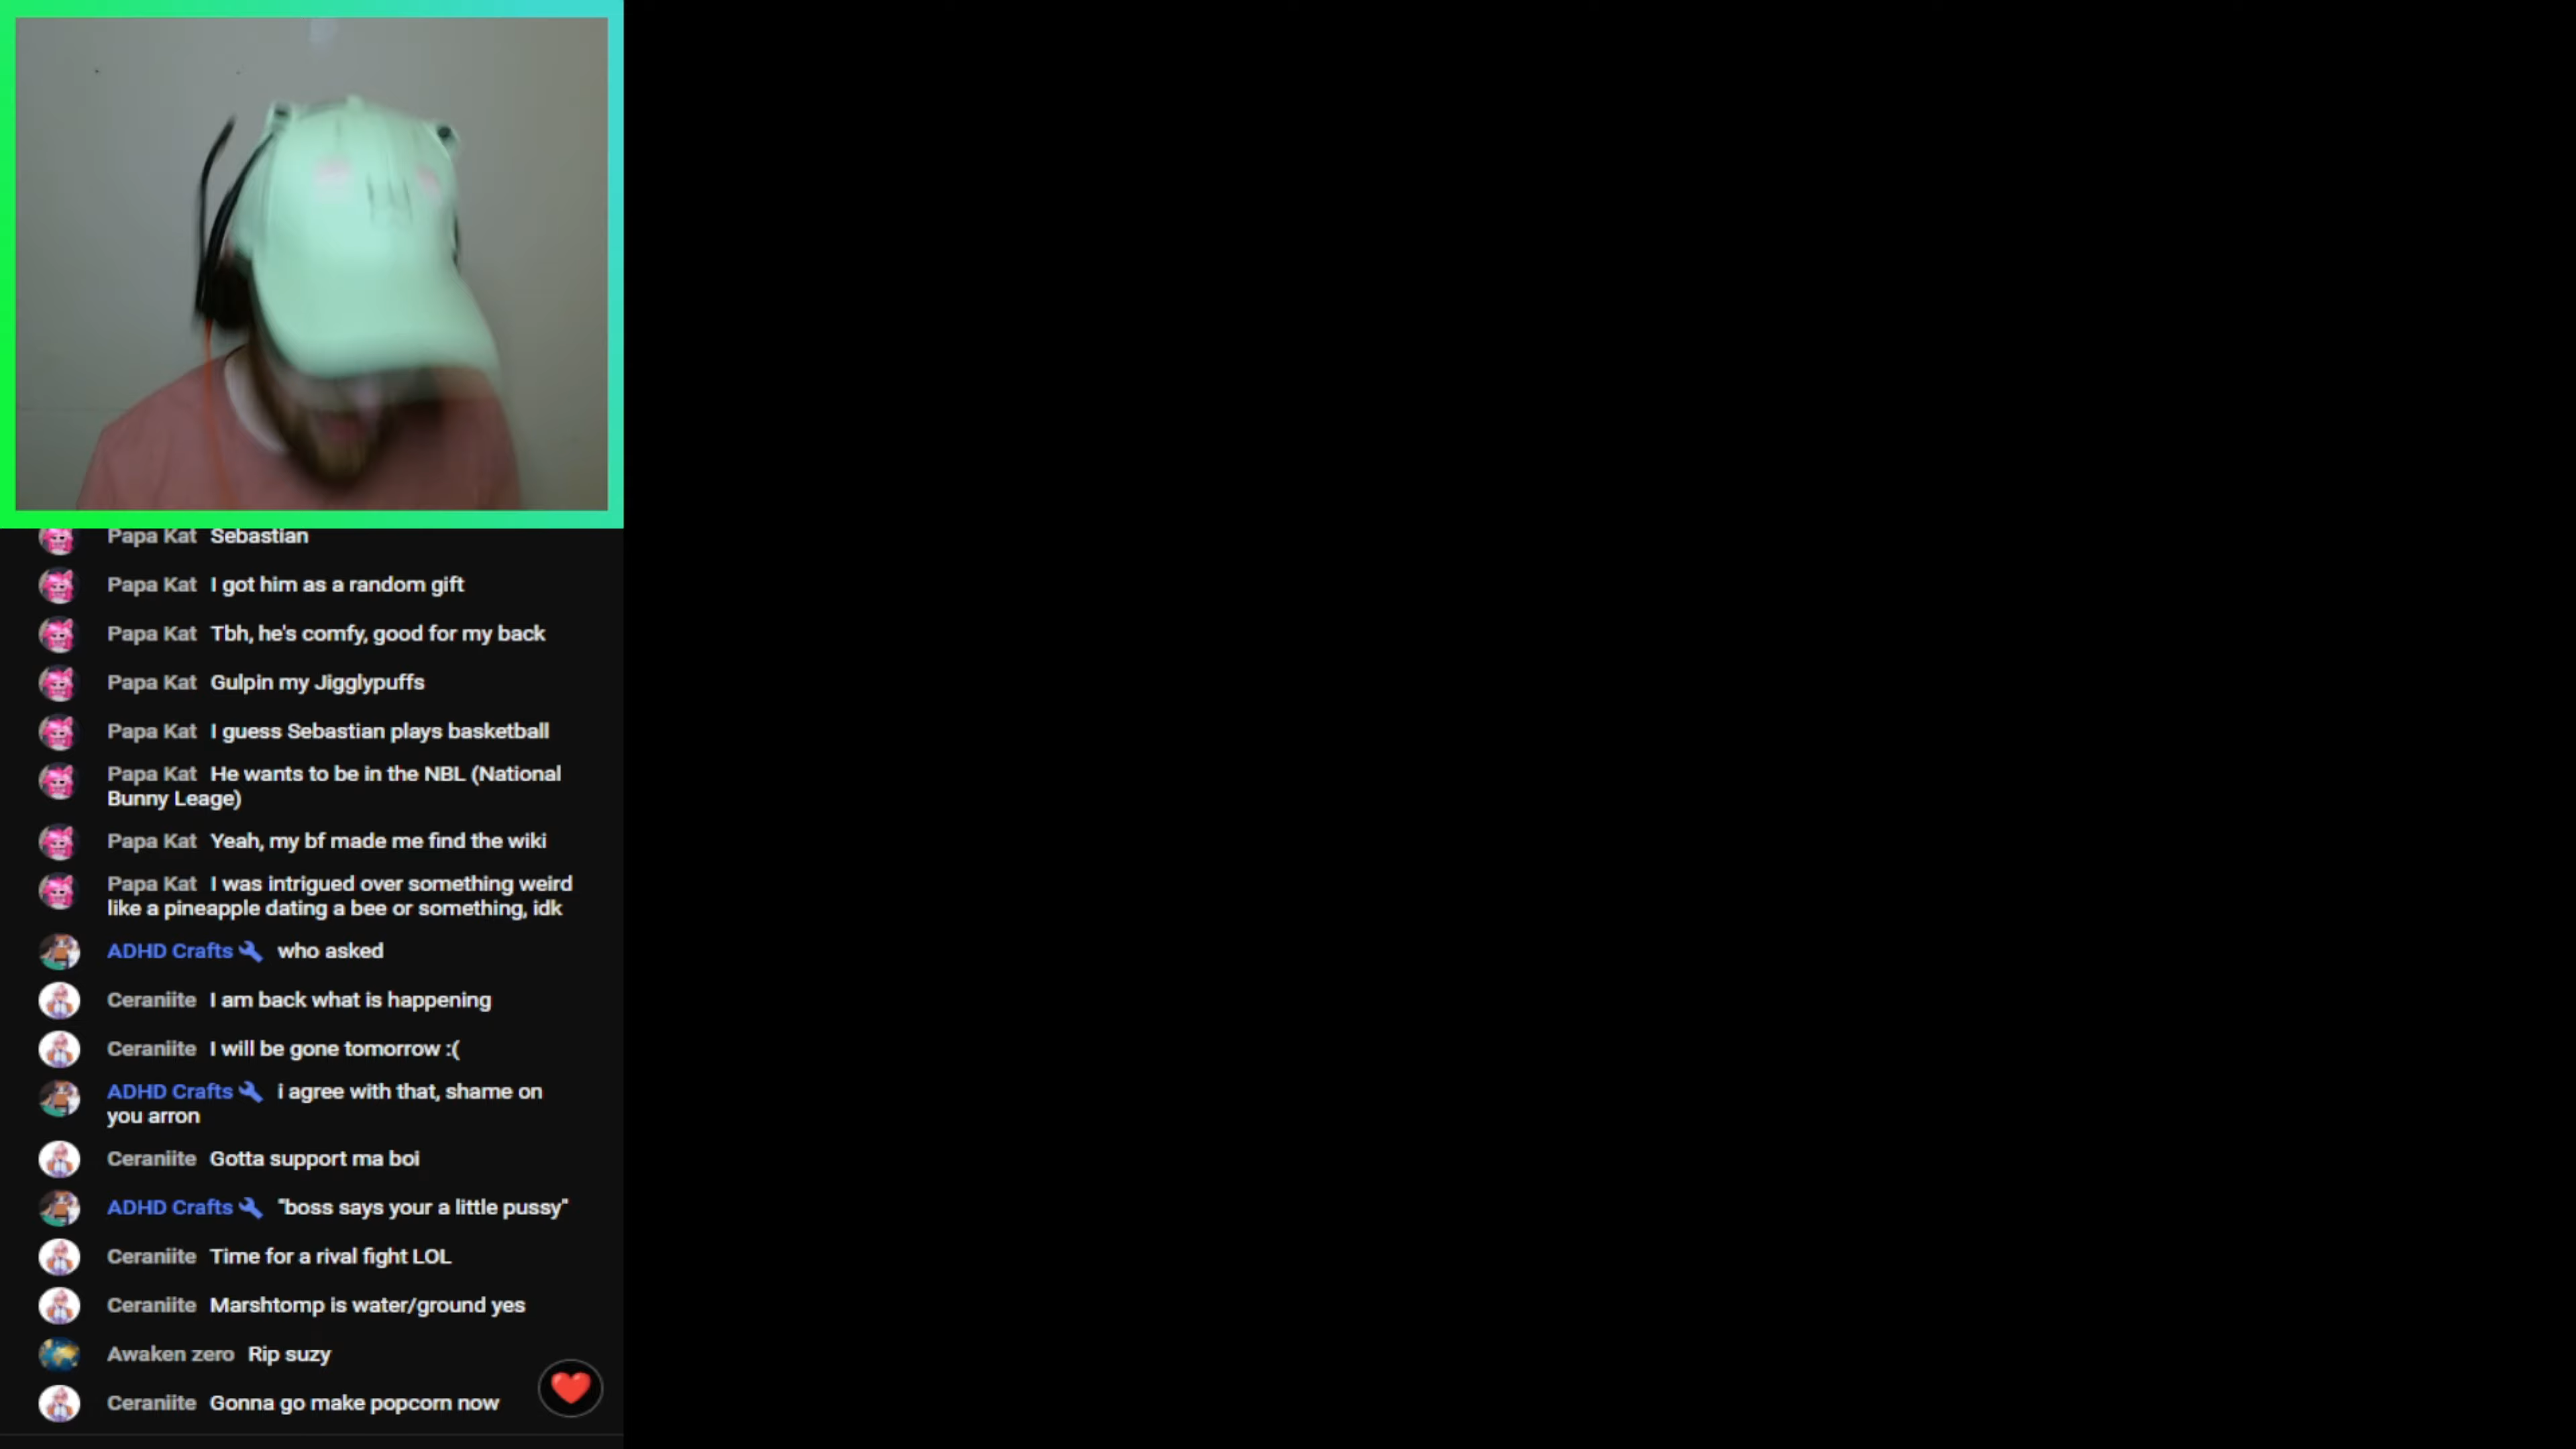 Papa Kat Sebastian
Papa Kat I got him as a random gift
Papa Kat Tbh, he's comfy, good for my back
Papa Kat Gulpin my Jigglypuffs
Papa Kat I guess Sebastian plays basketball
Papa Kat He wants to be in the NBL (National
Bunny Leage)
Papa Kat Yeah, my bf made me find the wiki
Papa Kat I was intrigued over something weird
like a pineapple dating a bee or something, idk
ADHD Crafts who asked
Ceraniite I am back what is happening
Ceraniite I will be gone tomorrow :(
ADHD Crafts i agree with that, shame on
you arron
Ceraniite Gotta support ma boi
ADHD Crafts "boss says your a little pussy"
Ceraniite Time for a rival fight LOL
Ceraniite Marshtomp is water/ground yes
Awaken zero Rip suzy
Ceraniite Gonna go make popcorn now